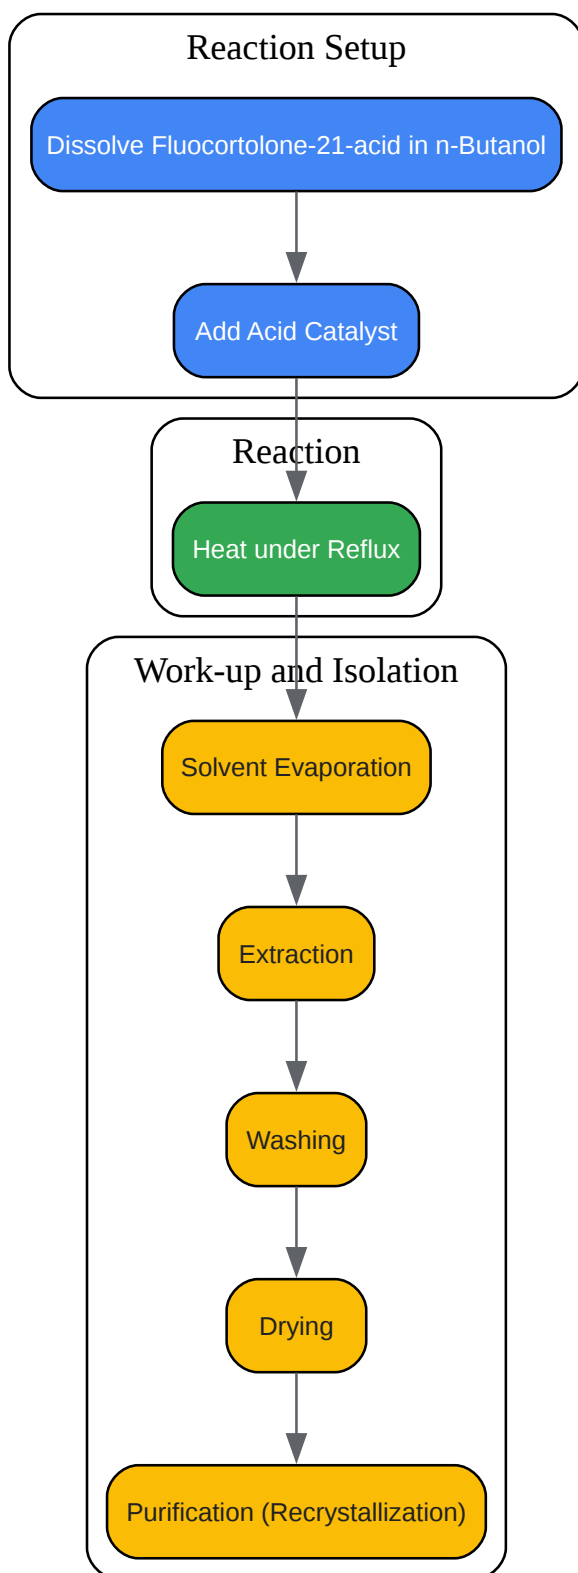 Reaction Setup
Dissolve Fluocortolone-21-acid in n-Butanol
Add Acid Catalyst
Reaction
Heat under Reflux
Work-up and Isolation
Solvent Evaporation
Extraction
Washing
Drying
Purification (Recrystallization)